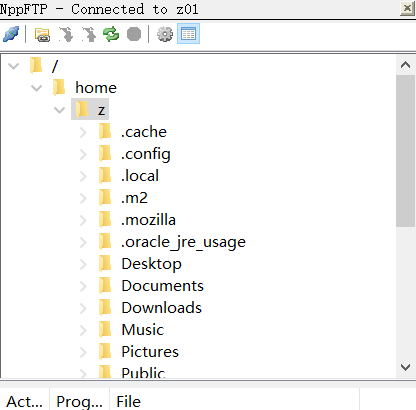 NppFTP - Connected to z01
/
home
z
.cache
.config
.local
.m2
.mozilla
.oracle_jre_usage
Desktop
Documents
Downloads
Music
Pictures
Public
Act... Prog... File